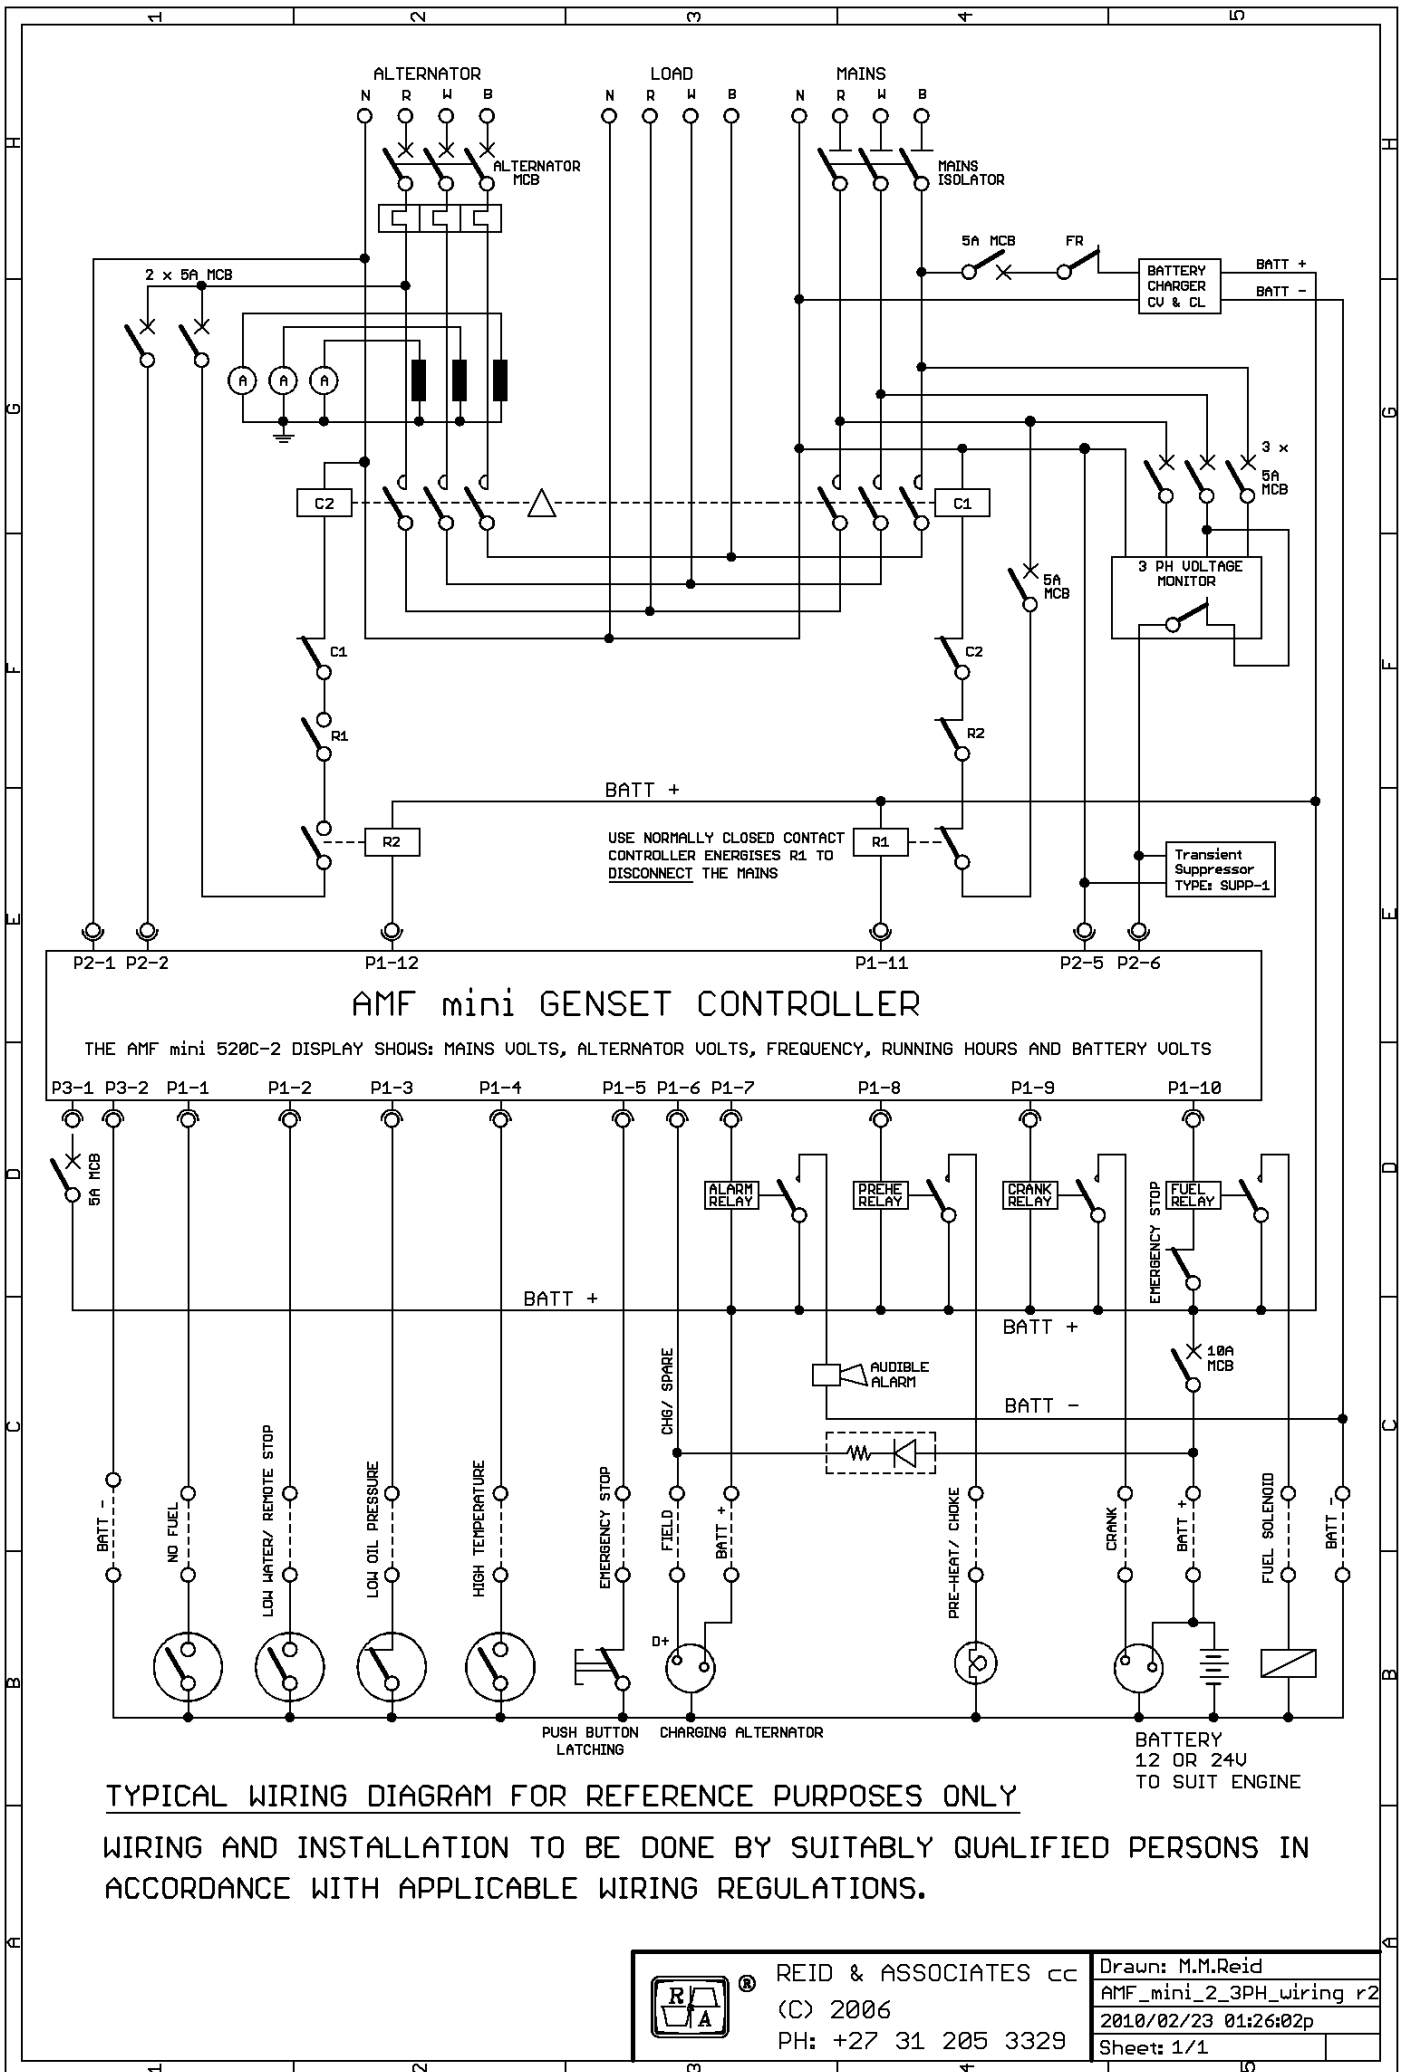 1 2 3 4 5
ALTERNATOR LOAD MAINS
N R W B N R W B N R W B
H H
ALTERNATOR
MCB
MAINS
ISOLATOR
5A MCB FR
BATTERY
CHARGER
CV & CL
BATT +
BATT -
2 x 5A MCB
A A A
G G
3 x
5A
MCB
C2 C1
3 PH VOLTAGE
MONITOR
5A
MCB
C1 C2
F F
R1 R2
BATT +
R2 R1
USE NORMALLY CLOSED CONTACT
CONTROLLER ENERGISES R1 TO
DISCONNECT THE MAINS
Transient
Suppressor
TYPE: SUPP-1
E E
P2-1 P2-2 P1-12 P1-11 P2-5 P2-6
AMF mini GENSET CONTROLLER
THE AMF mini 520C-2 DISPLAY SHOWS: MAINS VOLTS, ALTERNATOR VOLTS, FREQUENCY, RUNNING HOURS AND BATTERY VOLTS
P3-1 P3-2 P1-1 P1-2 P1-3 P1-4 P1-5 P1-6 P1-7 P1-8 P1-9 P1-10
D D
5A MCB
ALARM
RELAY
PREHE
RELAY
CRANK
RELAY
FUEL
RELAY
EMERGENCY STOP
BATT +
BATT +
10A
MCB
AUDIBLE
ALARM
BATT -
CHG/ SPARE
C C
BATT -
NO FUEL
LOW WATER/ REMOTE STOP
LOW OIL PRESSURE
HIGH TEMPERATURE
EMERGENCY STOP
FIELD
BATT +
PRE-HEAT/ CHOKE
CRANK
BATT +
FUEL SOLENOID
BATT -
D+
B B
PUSH BUTTON
LATCHING
CHARGING ALTERNATOR
BATTERY
12 OR 24V
TO SUIT ENGINE
TYPICAL WIRING DIAGRAM FOR REFERENCE PURPOSES ONLY
WIRING AND INSTALLATION TO BE DONE BY SUITABLY QUALIFIED PERSONS IN
ACCORDANCE WITH APPLICABLE WIRING REGULATIONS.
A A
R A ®
REID & ASSOCIATES cc
(C) 2006
PH: +27 31 205 3329
Drawn: M.M.Reid
AMF_mini_2_3PH_wiring r2
2010/02/23 01:26:02p
Sheet: 1/1
1 2 3 4 5